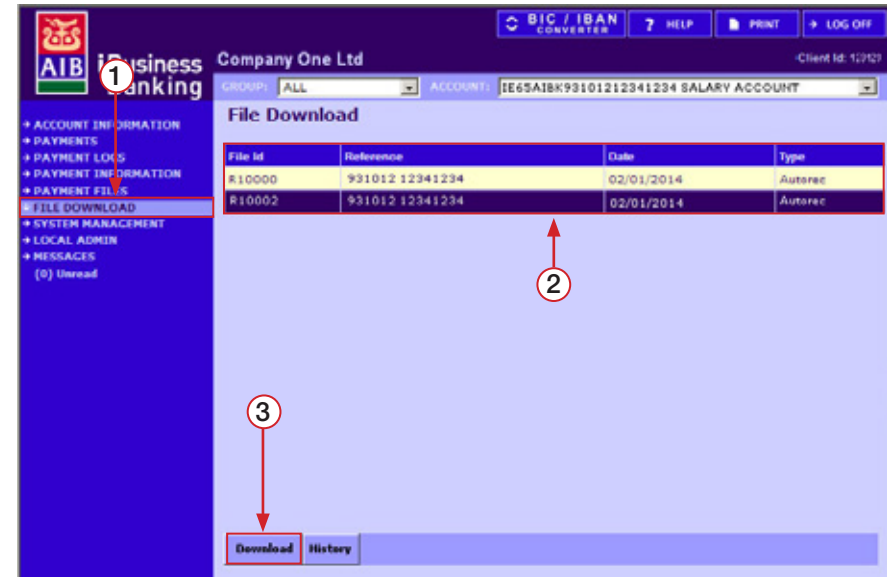 BIC / IBAN CONVERTER ? HELP PRINT LOG OFF
AIB
iBusiness Banking
Company One Ltd
Client Id:
GROUP: ALL ACCOUNT: IE65AIBK93101212341234 SALARY ACCOUNT
1
File Download
ACCOUNT INFORMATION
PAYMENTS
PAYMENT LOGS
PAYMENT INFORMATION
PAYMENT FILES
FILE DOWNLOAD
SYSTEM MANAGEMENT
LOCAL ADMIN
MESSAGES
(0) Unread
File Id Reference Date Type
R10000 931012 12341234 02/01/2014 Autorec
R10002 931012 12341234 02/01/2014 Autorec
2
3
Download History